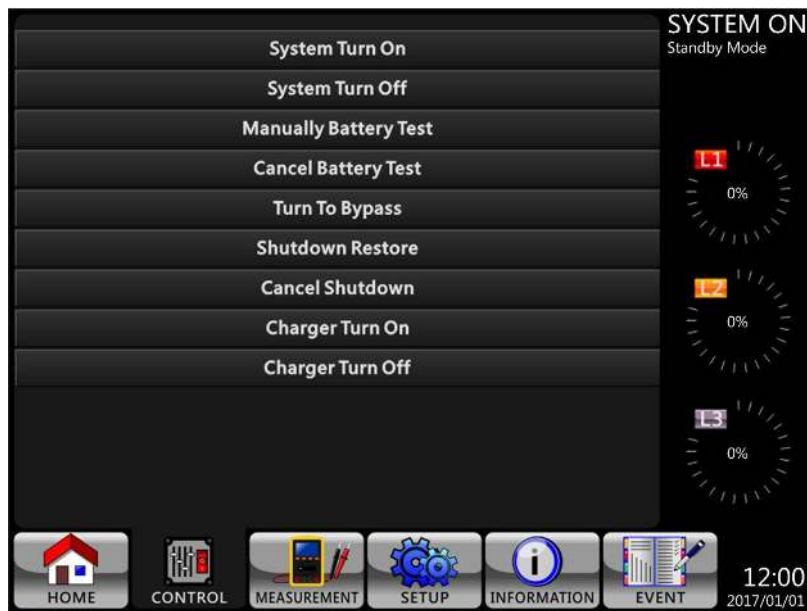 SYSTEM ON
Standby Mode
System Turn On
System Turn Off
Manually Battery Test
Cancel Battery Test
Turn To Bypass
Shutdown Restore
Cancel Shutdown
Charger Turn On
Charger Turn Off
L1
0%
L2
0%
L3
0%
HOME
CONTROL
MEASUREMENT
SETUP
INFORMATION
EVENT
12:00
2017/01/01